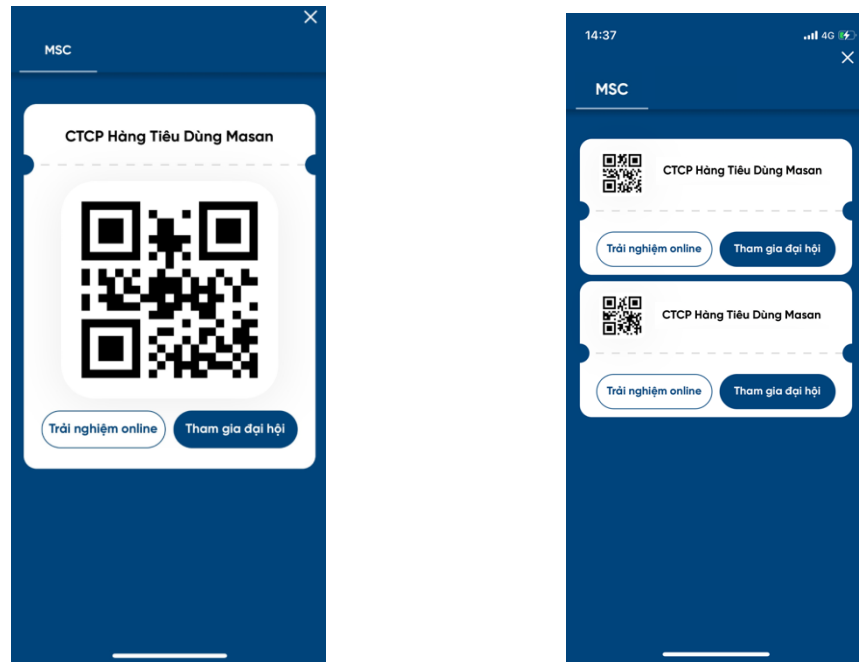 MSC
CTCP Hàng Tiêu Dùng Masan
Trải nghiệm online
Tham gia đại hội
14:37
4G
MSC
CTCP Hàng Tiêu Dùng Masan
Trải nghiệm online
Tham gia đại hội
CTCP Hàng Tiêu Dùng Masan
Trải nghiệm online
Tham gia đại hội